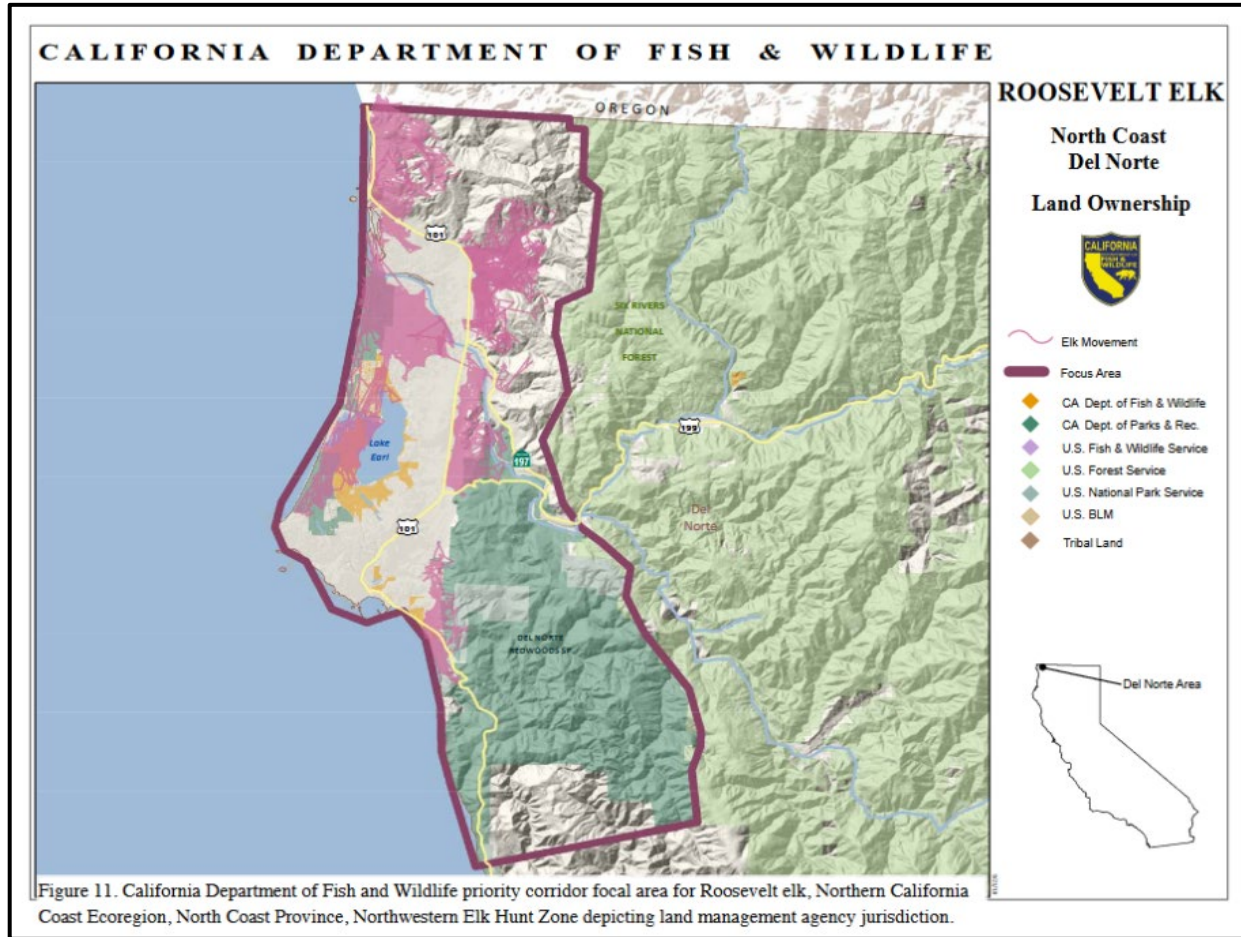 CALIFORNIA DEPARTMENT OF FISH & WILDLIFE
OREGON
101
SIX RIVERS
NATIONAL
FOREST
Lake
Earl
199
197
101
Del
Norte
DEL NORTE
REDWOODS SP
ROOSEVELT ELK
North Coast
Del Norte
Land Ownership
CALIFORNIA
FISH &
WILDLIFE
Elk Movement
Focus Area
CA Dept. of Fish & Wildlife
CA Dept. of Parks & Rec.
U.S. Fish & Wildlife Service
U.S. Forest Service
U.S. National Park Service
U.S. BLM
Tribal Land
Del Norte Area
Figure 11. California Department of Fish and Wildlife priority corridor focal area for Roosevelt elk, Northern California
Coast Ecoregion, North Coast Province, Northwestern Elk Hunt Zone depicting land management agency jurisdiction.